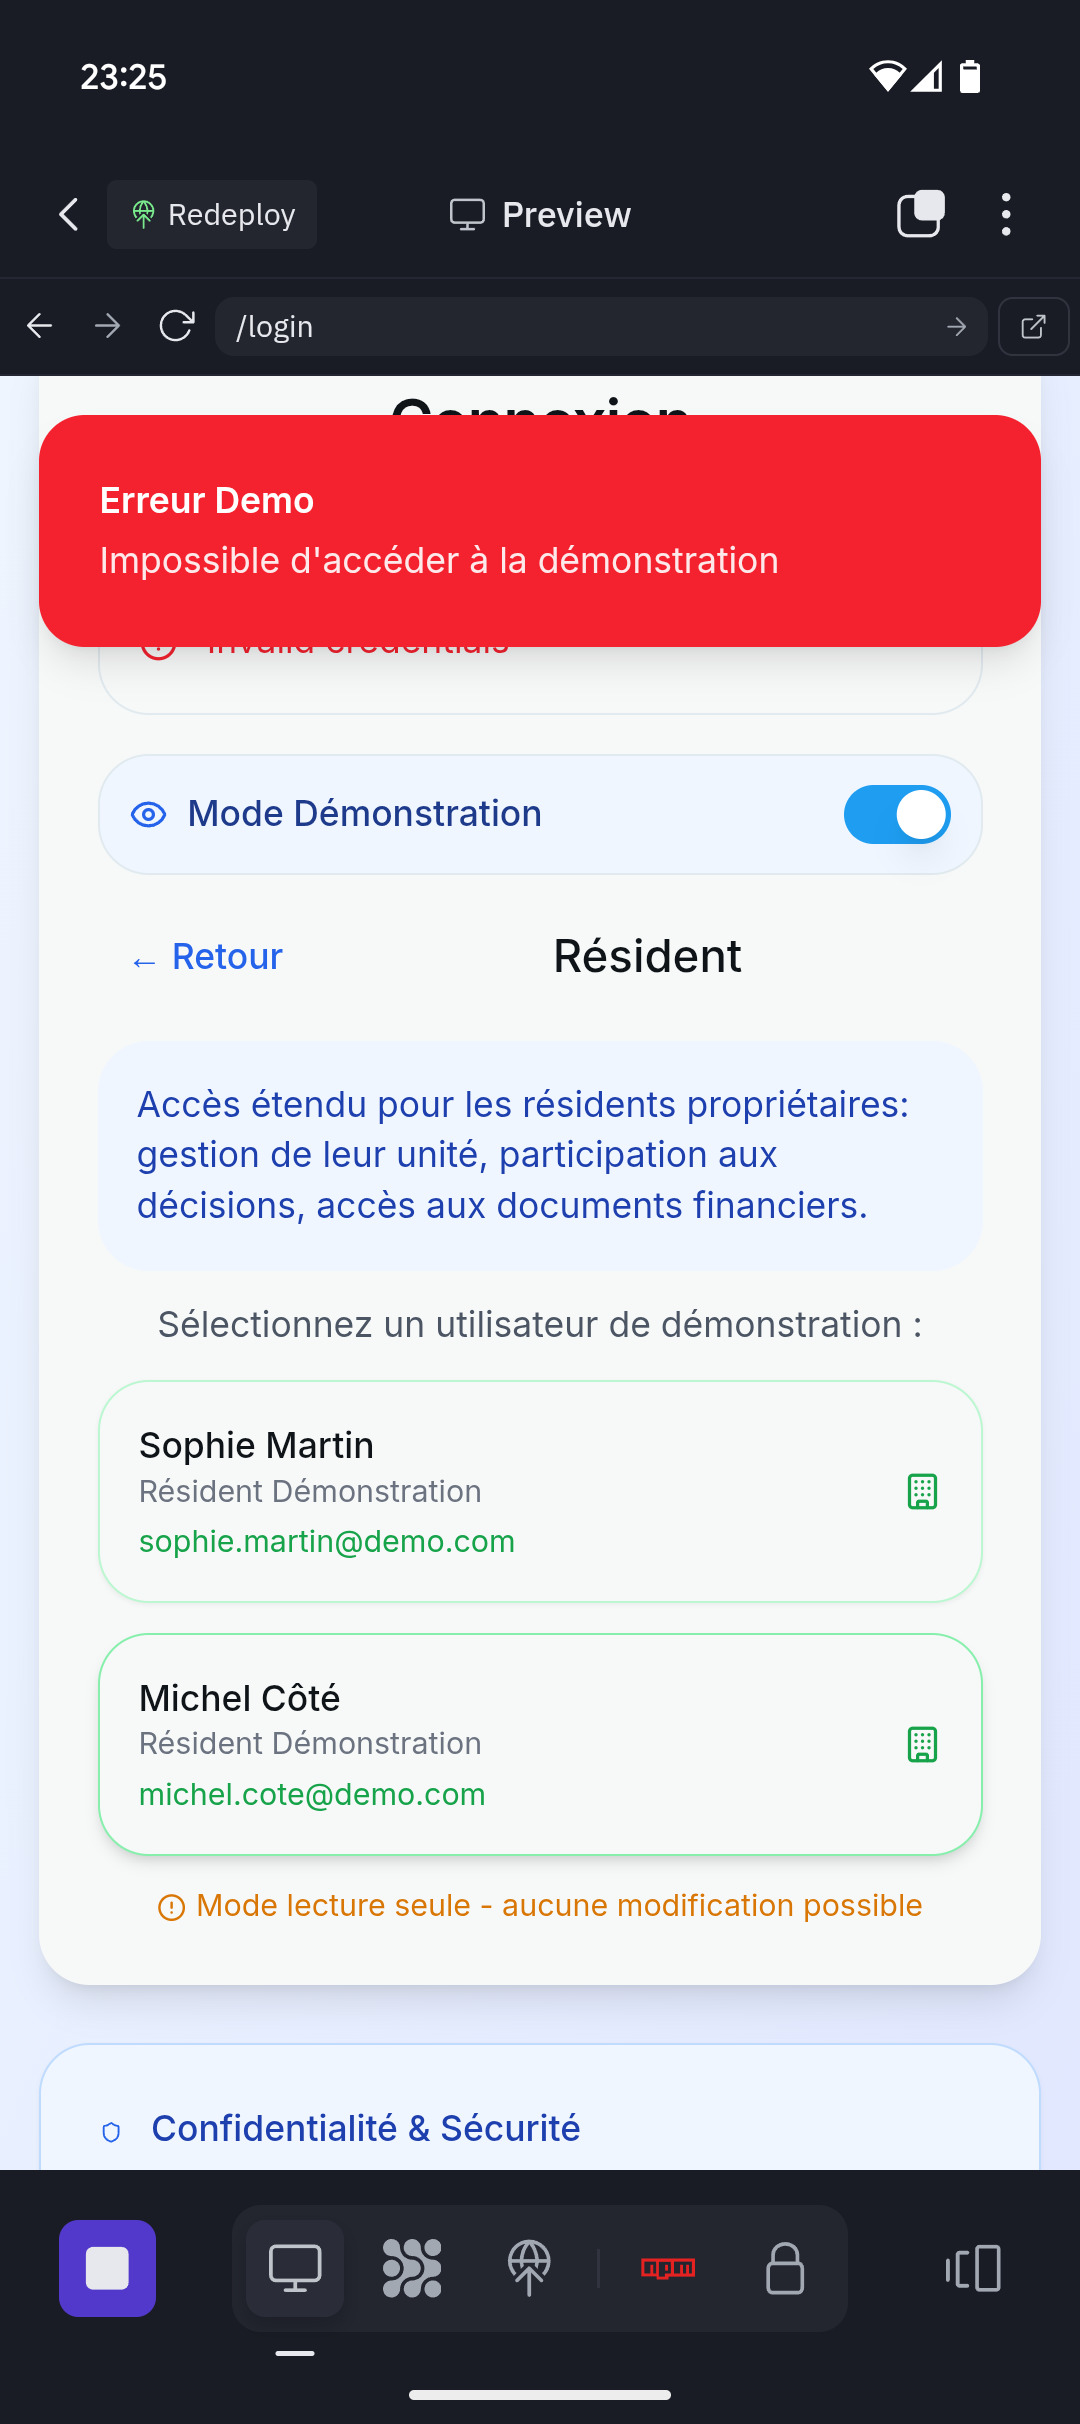 23:25
Redeploy
Preview
/login
Connexion
Erreur Demo
Impossible d'accéder à la démonstration
Invalid credentials
Mode Démonstration
← Retour
Résident
Accès étendu pour les résidents propriétaires:
gestion de leur unité, participation aux
décisions, accès aux documents financiers.
Sélectionnez un utilisateur de démonstration :
Sophie Martin
Résident Démonstration
sophie.martin@demo.com
Michel Côté
Résident Démonstration
michel.cote@demo.com
Mode lecture seule - aucune modification possible
Confidentialité & Sécurité